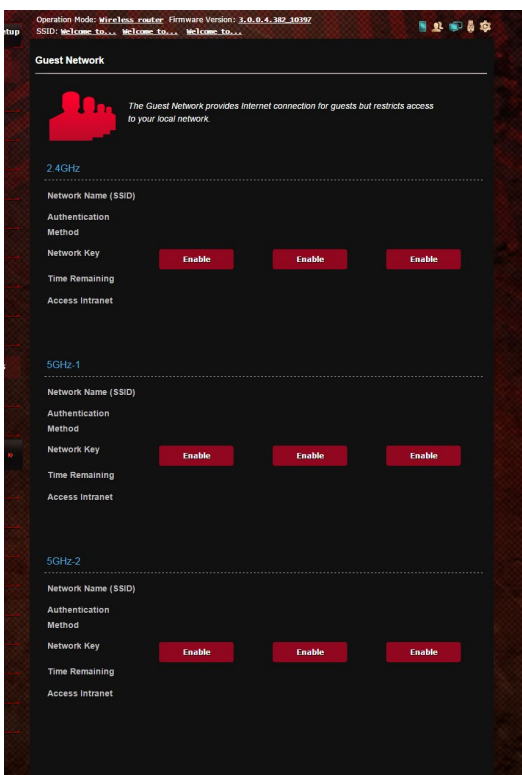 Operation Mode: Wireless router Firmware Version: 3.0.0.4.382_10397
SSID: Welcome to... Welcome to... Welcome to...
Guest Network
The Guest Network provides Internet connection for guests but restricts access
to your local network.
2.4GHz
Network Name (SSID)
Authentication
Method
Network Key Enable Enable Enable
Time Remaining
Access Intranet
5GHz-1
Network Name (SSID)
Authentication
Method
Network Key Enable Enable Enable
Time Remaining
Access Intranet
5GHz-2
Network Name (SSID)
Authentication
Method
Network Key Enable Enable Enable
Time Remaining
Access Intranet